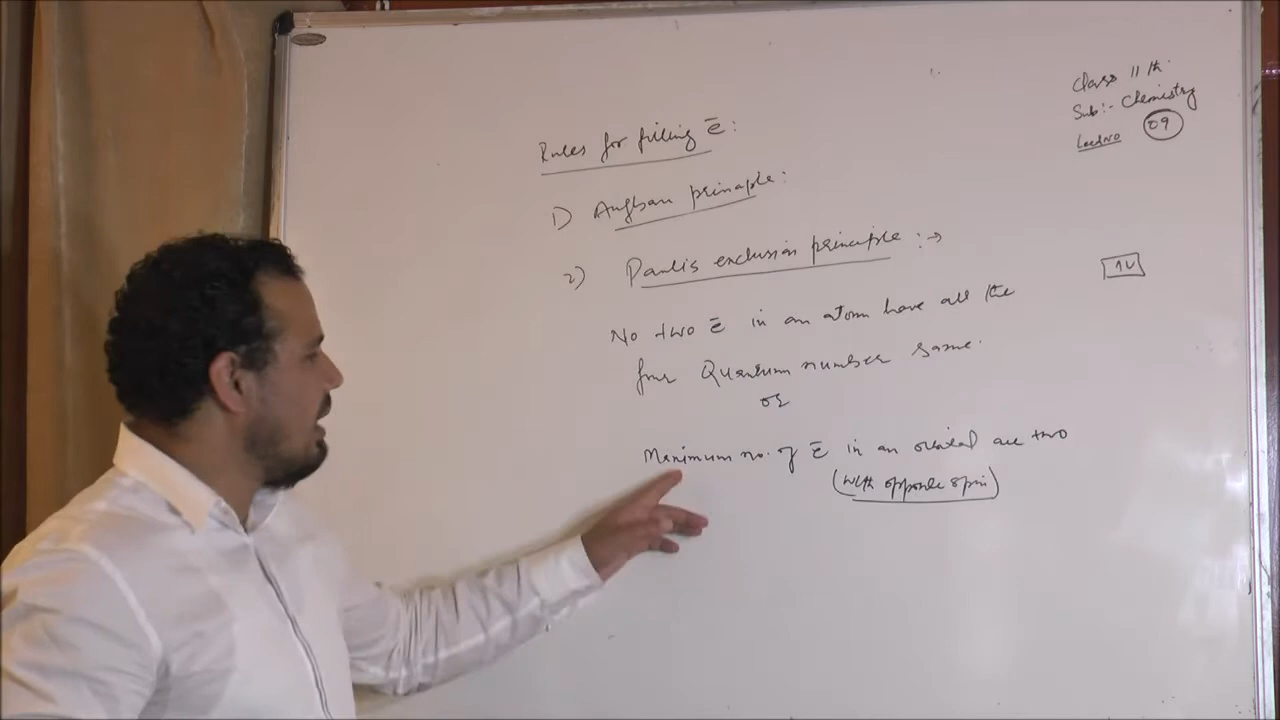 Class 11th
Sub:- Chemistry
Lect NO 09
Rules for filling ē:
1) Aufbau principle:
2) Paulis exclusion principle :→
No two ē in an atom have all the
four Quantum number same.
or
Maximum no. of ē in an orbital are two
(with opposite spin)
1L